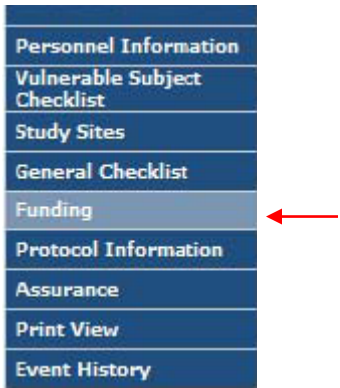 Personnel Information
Vulnerable Subject
Checklist
Study Sites
General Checklist
Funding
Protocol Information
Assurance
Print View
Event History